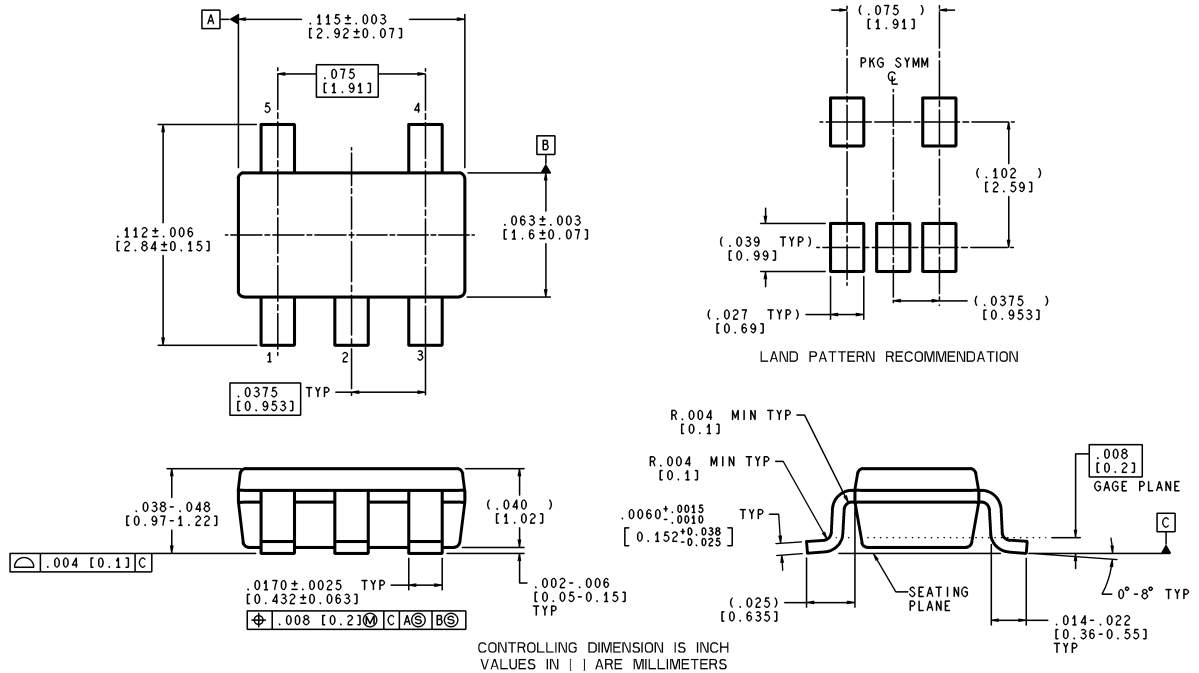 A
.115±.003
[2.92±0.07]
.075
[1.91]
5
4
B
.112±.006
[2.84±0.15]
.063±.003
[1.6±0.07]
1
2
3
.0375 TYP
[0.953]
(.075 )
[1.91]
PKG SYMM
℄
(.102 )
[2.59]
(.039 TYP)
[0.99]
(.027 TYP)
[0.69]
(.0375 )
[0.953]
LAND PATTERN RECOMMENDATION
.038-.048
[0.97-1.22]
(.040 )
[1.02]
⌓ .004 [0.1] C
.0170±.0025 TYP
[0.432±0.063]
⌖ .008 [0.2]Ⓜ C AⓈ BⓈ
.002-.006
[0.05-0.15]
TYP
R.004 MIN TYP
[0.1]
R.004 MIN TYP
[0.1]
.0060+.0015 -.0010 TYP
[0.152+0.038 -0.025]
.008
[0.2]
GAGE PLANE
C
SEATING
PLANE
0°-8° TYP
(.025)
[0.635]
.014-.022
[0.36-0.55]
TYP
CONTROLLING DIMENSION IS INCH
VALUES IN [ ] ARE MILLIMETERS